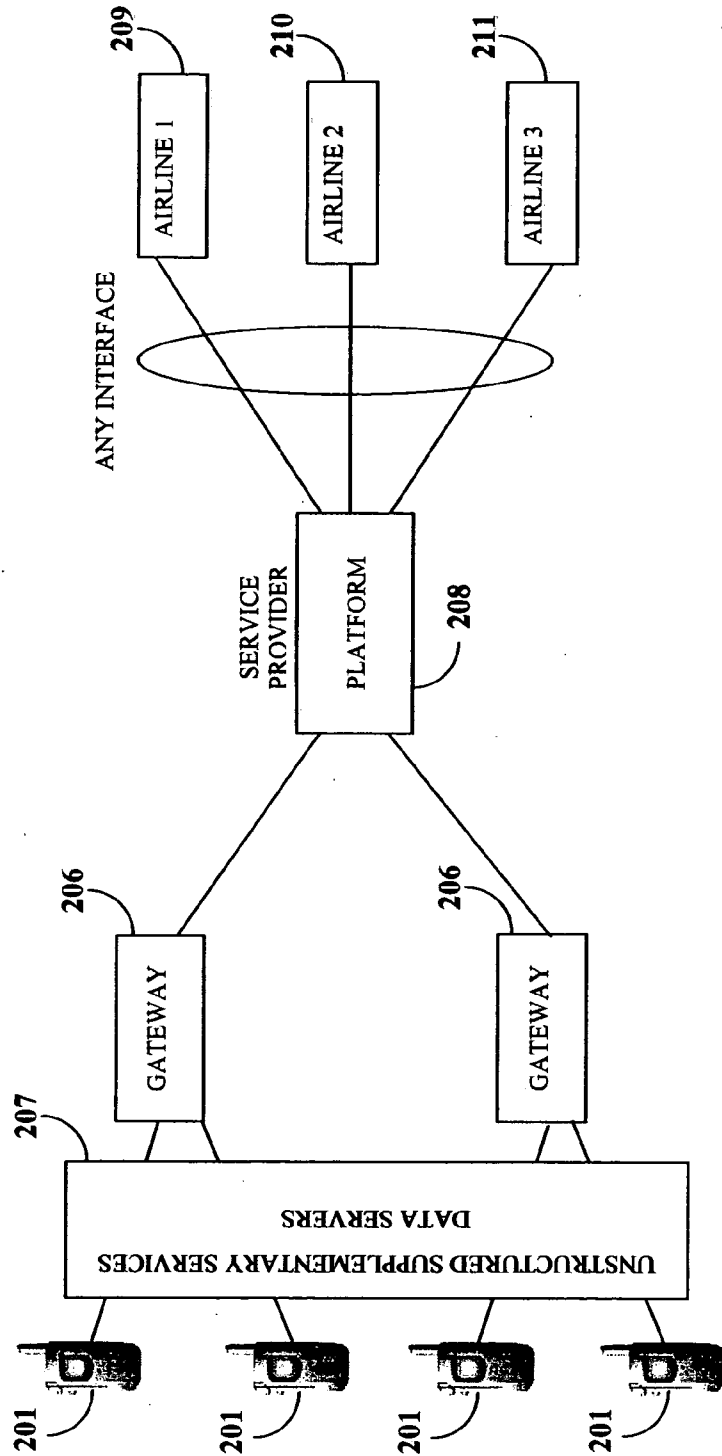 201
201
201
201
207
UNSTRUCTURED SUPPLEMENTARY SERVICES
DATA SERVERS
206
GATEWAY
206
GATEWAY
SERVICE
PROVIDER
PLATFORM
208
ANY INTERFACE
209
AIRLINE 1
210
AIRLINE 2
211
AIRLINE 3